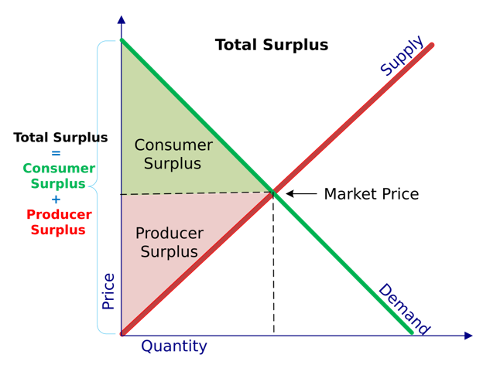 Total Surplus
Supply
Total Surplus
=
Consumer
Surplus
+
Producer
Surplus
Consumer
Surplus
Market Price
Producer
Surplus
Price
Demand
Quantity